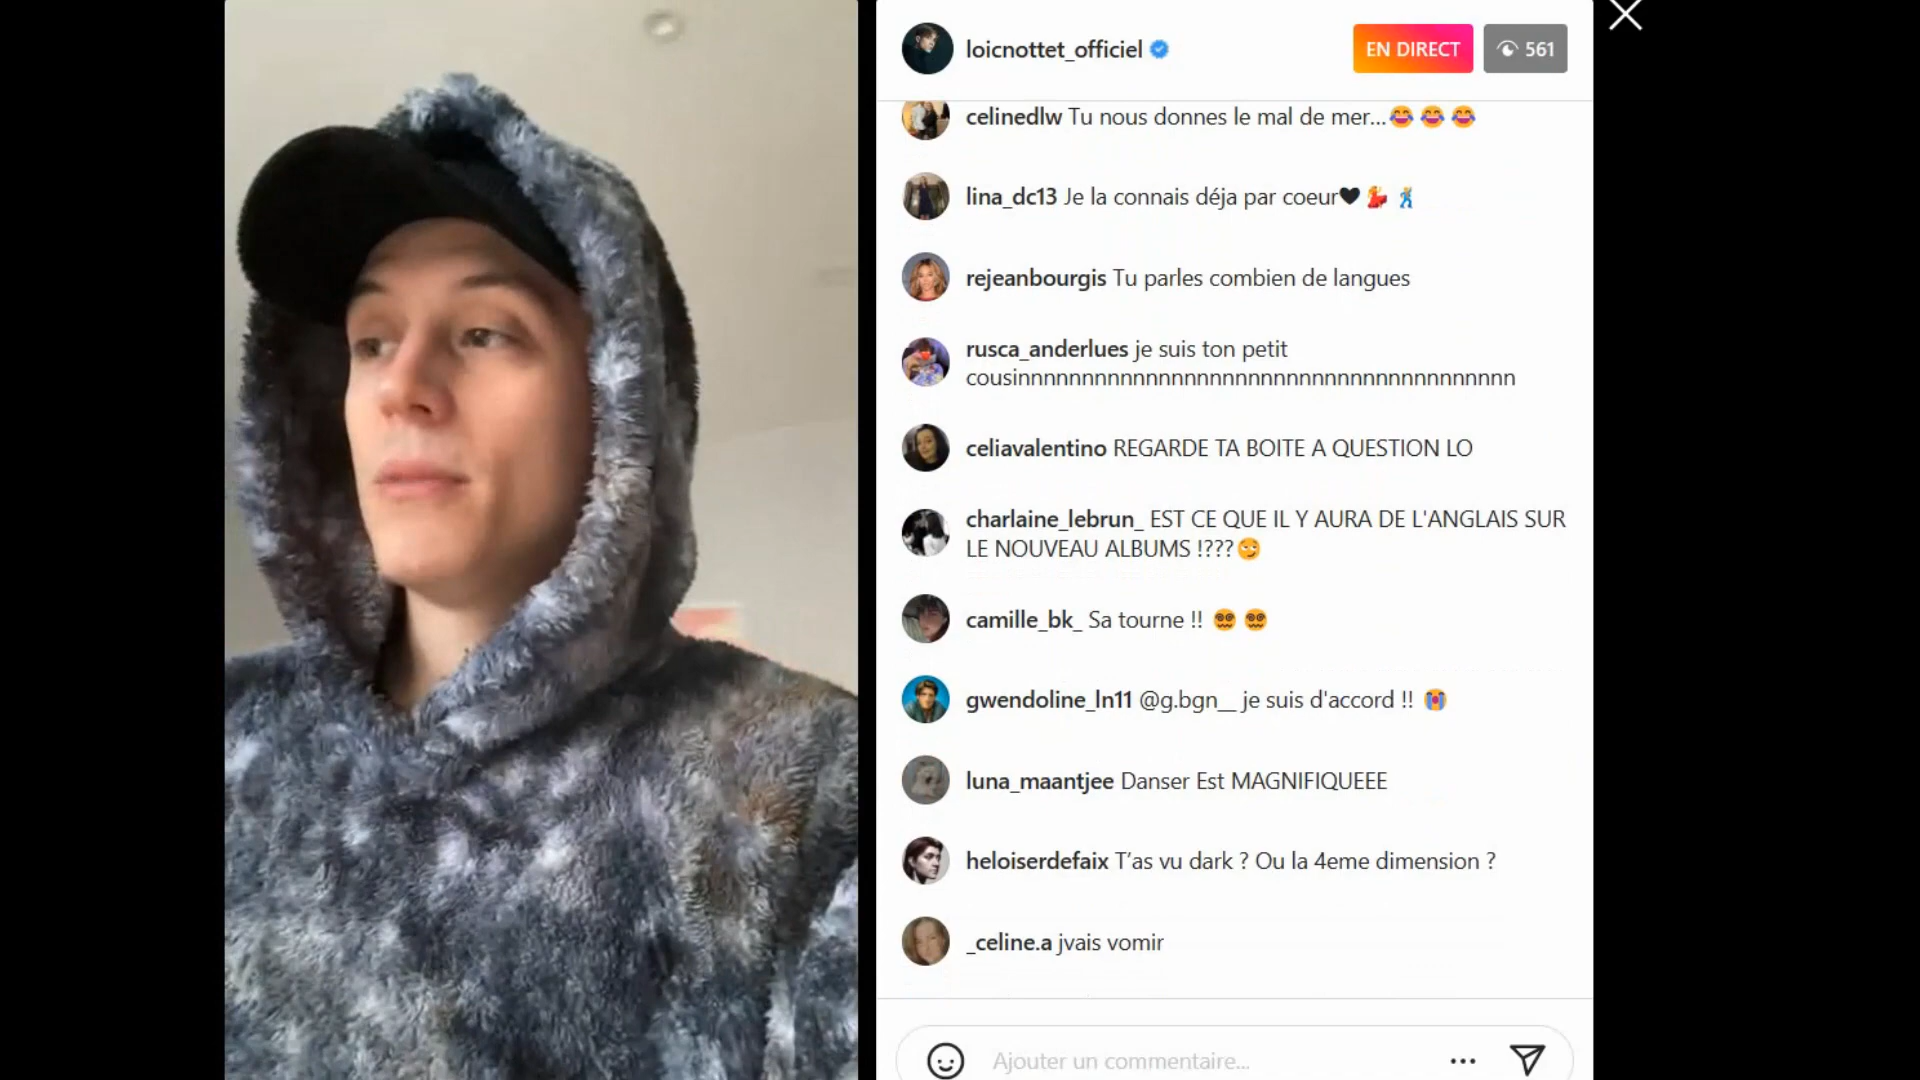 loicnottet_officiel
EN DIRECT
561
celinedlw Tu nous donnes le mal de mer...😂😂😂
lina_dc13 Je la connais déja par coeur🖤💃🕺
rejeanbourgis Tu parles combien de langues
rusca_anderlues je suis ton petit
cousinnnnnnnnnnnnnnnnnnnnnnnnnnnnnnnnnnnnnnnnnn
celiavalentino REGARDE TA BOITE A QUESTION LO
charlaine_lebrun_ EST CE QUE IL Y AURA DE L'ANGLAIS SUR
LE NOUVEAU ALBUMS !???🙄
camille_bk_ Sa tourne !! 😵‍💫😵‍💫
gwendoline_ln11 @g.bgn__ je suis d'accord !! 😭
luna_maantjee Danser Est MAGNIFIQUEEE
heloiserdefaix T'as vu dark ? Ou la 4eme dimension ?
_celine.a jvais vomir
Ajouter un commentaire...